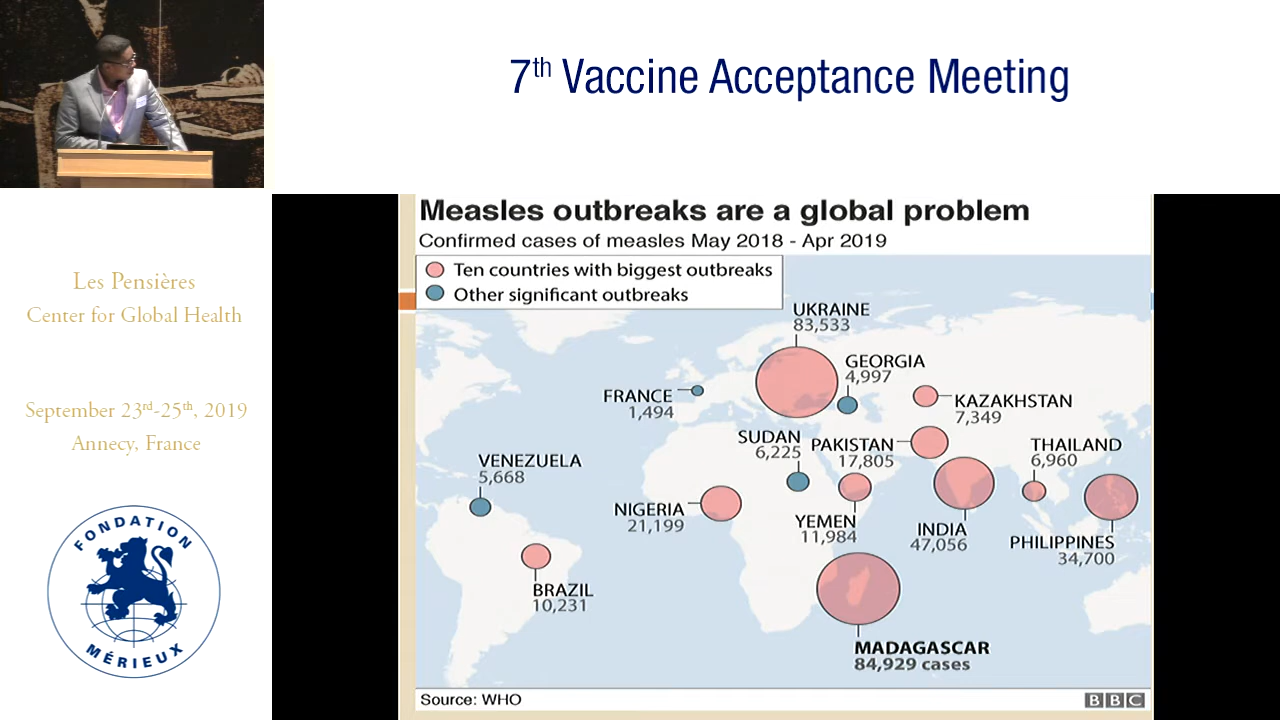 7th Vaccine Acceptance Meeting
Les Pensières
Center for Global Health
September 23rd-25th, 2019
Annecy, France
FONDATION
MÉRIEUX
Measles outbreaks are a global problem
Confirmed cases of measles May 2018 - Apr 2019
Ten countries with biggest outbreaks
Other significant outbreaks
UKRAINE
83,533
GEORGIA
4,997
FRANCE
1,494
KAZAKHSTAN
7,349
SUDAN
6,225
PAKISTAN
17,805
THAILAND
6,960
VENEZUELA
5,668
NIGERIA
21,199
YEMEN
11,984
INDIA
47,056
PHILIPPINES
34,700
BRAZIL
10,231
MADAGASCAR
84,929 cases
Source: WHO
BBC